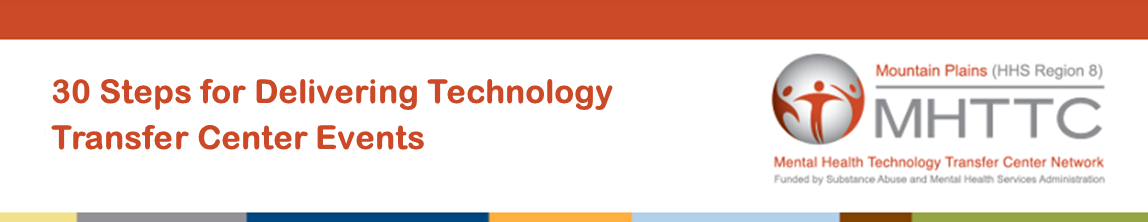 30 Steps for Delivering Technology
Transfer Center Events
Mountain Plains (HHS Region 8)
MHTTC
Mental Health Technology Transfer Center Network
Funded by Substance Abuse and Mental Health Services Administration